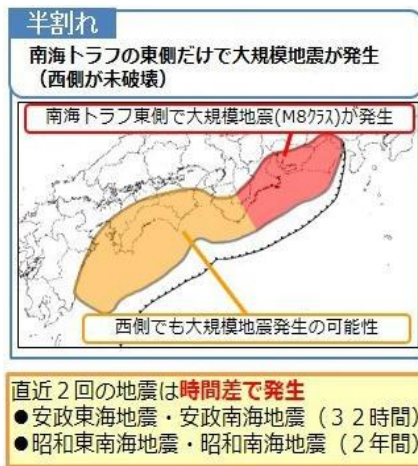 半割れ
南海トラフの東側だけで大規模地震が発生
（西側が未破壊）
南海トラフ東側で大規模地震(M8ｸﾗｽ)が発生
西側でも大規模地震発生の可能性
直近２回の地震は時間差で発生
●安政東海地震・安政南海地震（３２時間）
●昭和東南海地震・昭和南海地震（２年間）